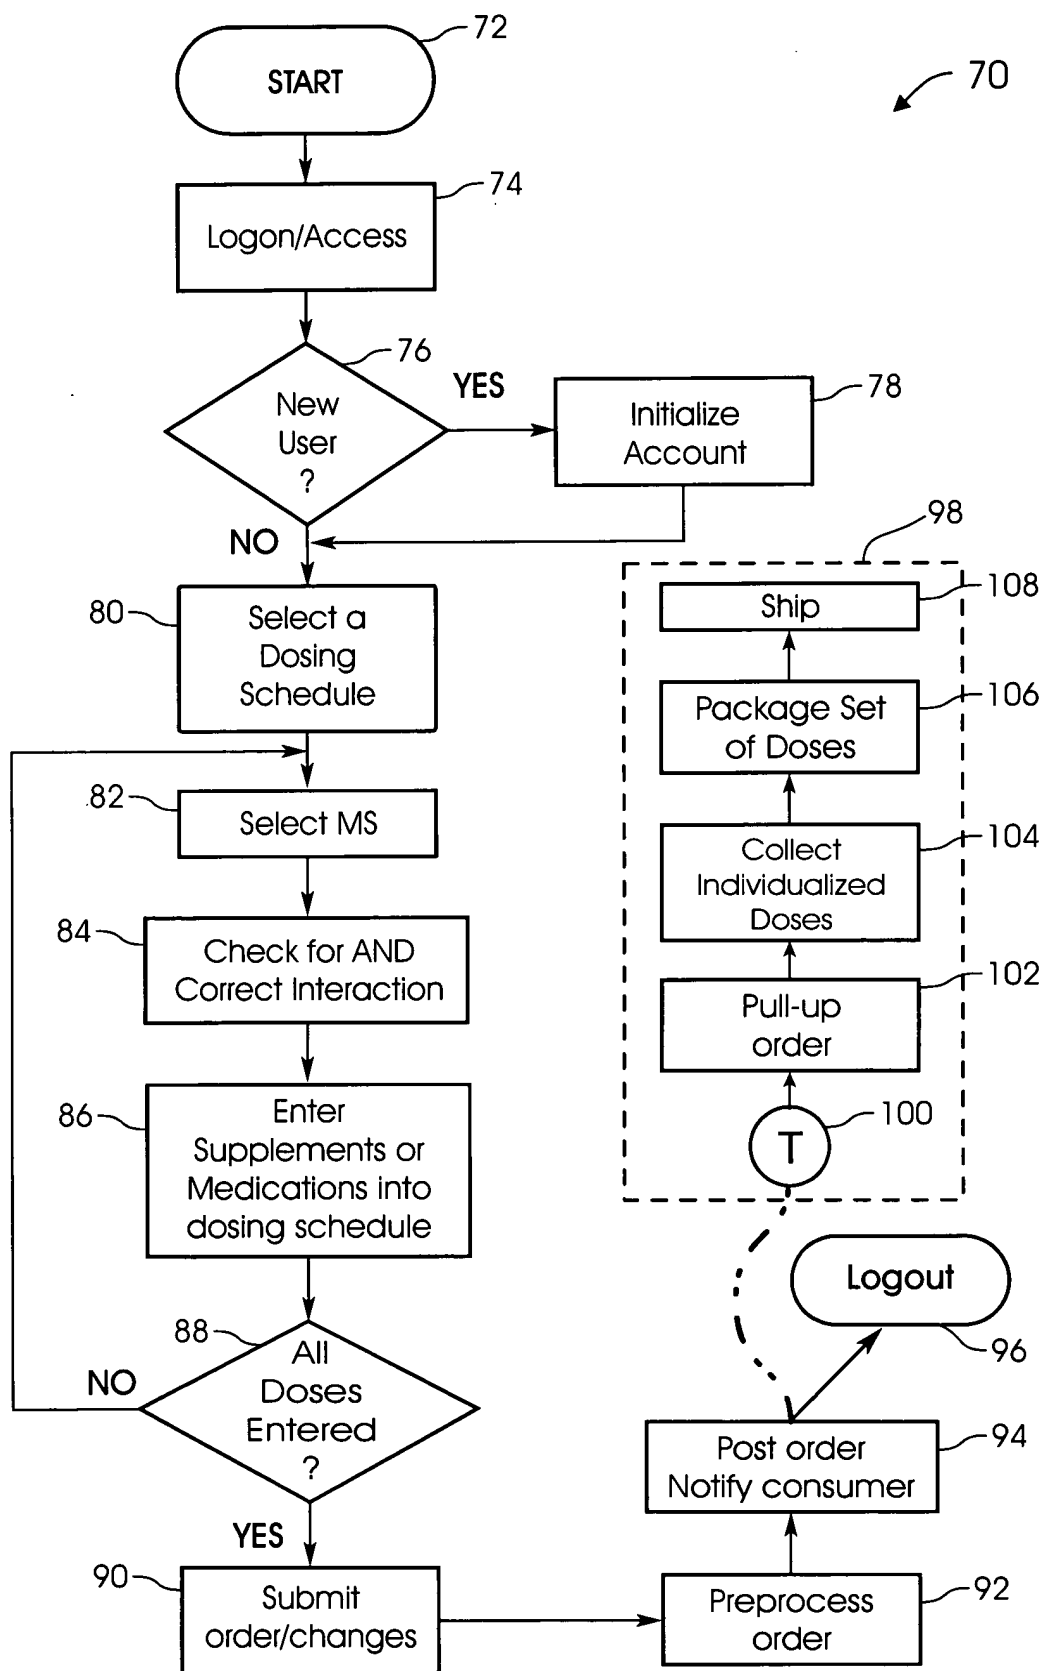 72
START
70
74
Logon/Access
76
New
User
?
YES
78
Initialize
Account
NO
80
Select a
Dosing
Schedule
82
Select MS
84
Check for AND
Correct Interaction
86
Enter
Supplements or
Medications into
dosing schedule
88
All
Doses
Entered
?
NO
YES
90
Submit
order/changes
92
Preprocess
order
94
Post order
Notify consumer
96
Logout
98
100
T
102
Pull-up
order
104
Collect
Individualized
Doses
106
Package Set
of Doses
108
Ship